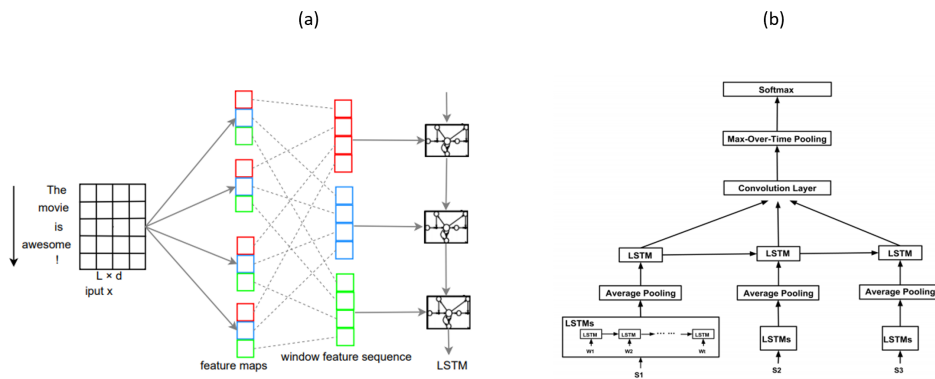 (a)
The
movie
is
awesome
!
L × d
iput x
feature maps
window feature sequence
LSTM
(b)
Softmax
Max-Over-Time Pooling
Convolution Layer
LSTM
LSTM
LSTM
Average Pooling
Average Pooling
Average Pooling
LSTMs
LSTM
LSTM
... ...
LSTM
W1
W2
Wt
LSTMs
LSTMs
S1
S2
S3